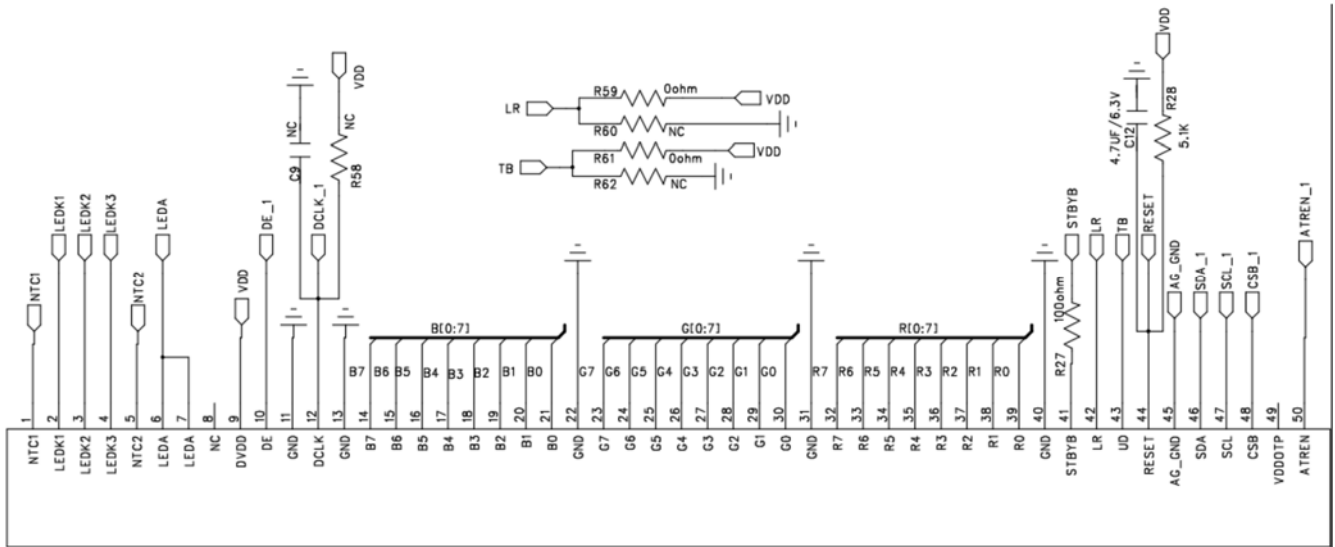 VDD
NC
NC
C9
R58
LR
R59
0ohm
VDD
R60
NC
TB
R61
0ohm
VDD
R62
NC
VDD
4.7UF/6.3V
C12
R28
5.1K
NTC1
LEDK1
LEDK2
LEDK3
NTC2
LEDA
VDD
DE_1
DCLK_1
STBYB
LR
TB
RESET
AG_GND
SDA_1
SCL_1
CSB_1
ATREN_1
R27
100ohm
B[0:7]
G[0:7]
R[0:7]
B7 B6 B5 B4 B3 B2 B1 B0
G7 G6 G5 G4 G3 G2 G1 G0
R7 R6 R5 R4 R3 R2 R1 R0
1 2 3 4 5 6 7 8 9 10 11 12 13 14 15 16 17 18 19 20 21 22 23 24 25 26 27 28 29 30 31 32 33 34 35 36 37 38 39 40 41 42 43 44 45 46 47 48 49 50
NTC1
LEDK1
LEDK2
LEDK3
NTC2
LEDA
LEDA
NC
DVDD
DE
GND
DCLK
GND
B7
B6
B5
B4
B3
B2
B1
B0
GND
G7
G6
G5
G4
G3
G2
G1
G0
GND
R7
R6
R5
R4
R3
R2
R1
R0
GND
STBYB
LR
UD
RESET
AG_GND
SDA
SCL
CSB
VDDOTP
ATREN